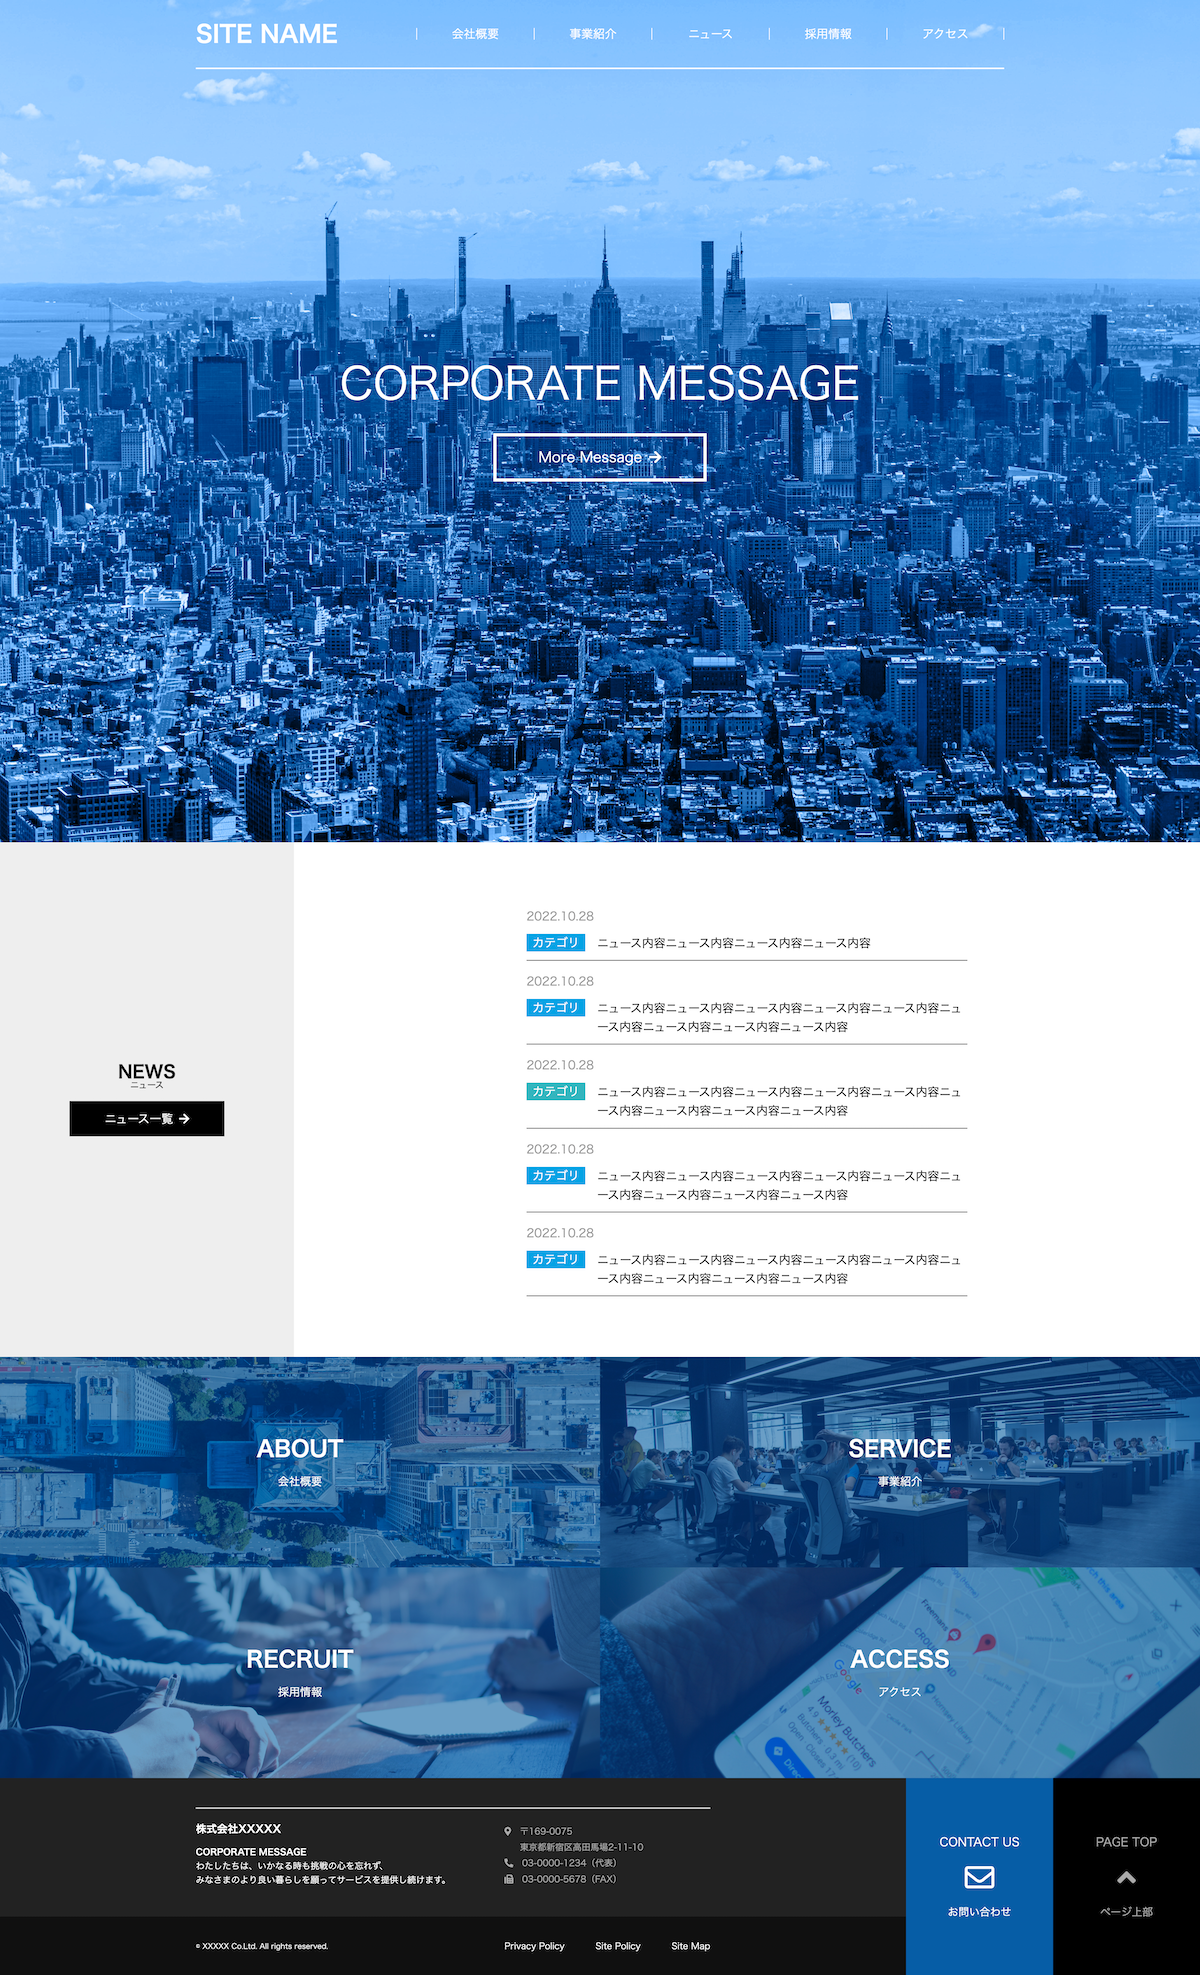 SITE NAME
会社概要
事業紹介
ニュース
採用情報
アクセス
CORPORATE MESSAGE
More Message
NEWS
ニュース
ニュース一覧
2022.10.28
カテゴリ ニュース内容ニュース内容ニュース内容ニュース内容
2022.10.28
カテゴリ ニュース内容ニュース内容ニュース内容ニュース内容ニュース内容ニュ
ース内容ニュース内容ニュース内容ニュース内容
2022.10.28
カテゴリ ニュース内容ニュース内容ニュース内容ニュース内容ニュース内容ニュ
ース内容ニュース内容ニュース内容ニュース内容
2022.10.28
カテゴリ ニュース内容ニュース内容ニュース内容ニュース内容ニュース内容ニュ
ース内容ニュース内容ニュース内容ニュース内容
2022.10.28
カテゴリ ニュース内容ニュース内容ニュース内容ニュース内容ニュース内容ニュ
ース内容ニュース内容ニュース内容ニュース内容
ABOUT
会社概要
SERVICE
事業紹介
RECRUIT
採用情報
ACCESS
アクセス
this area
Freemans
Google
Morley Butchers
4.9
Butchers · 0.3 mi
Open · Closes
株式会社XXXXX
CORPORATE MESSAGE
わたしたちは、いかなる時も挑戦の心を忘れず、
みなさまのより良い暮らしを願ってサービスを提供し続けます。
〒169-0075
東京都新宿区高田馬場2-11-10
03-0000-1234（代表）
03-0000-5678（FAX）
CONTACT US
お問い合わせ
PAGE TOP
ページ上部
© XXXXX Co.Ltd. All rights reserved.
Privacy Policy
Site Policy
Site Map